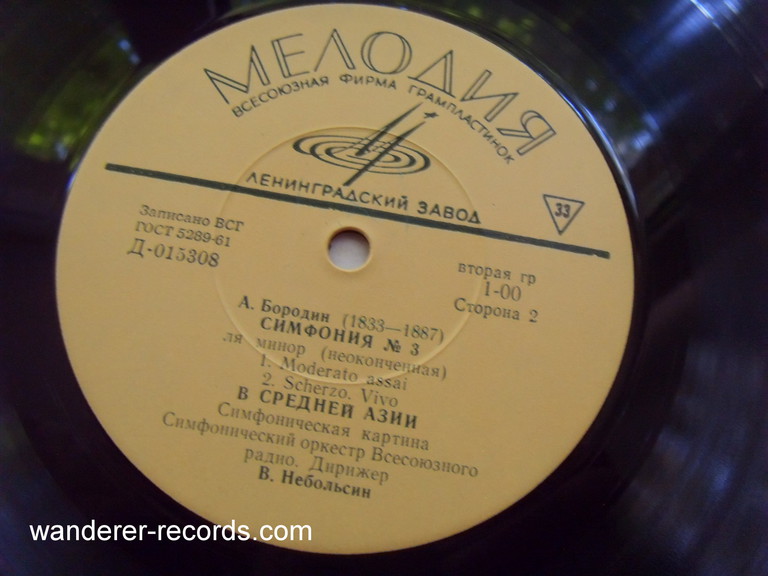 МЕЛОДИЯ
ВСЕСОЮЗНАЯ ФИРМА ГРАМПЛАСТИНОК
ЛЕНИНГРАДСКИЙ ЗАВОД
33
Записано ВСГ
ГОСТ 5289-61
Д-015308
вторая гр
1-00
Сторона 2
А. Бородин (1833—1887)
СИМФОНИЯ № 3
ля минор (неоконченная)
1. Moderato assai
2. Scherzo. Vivo
В СРЕДНЕЙ АЗИИ
Симфоническая картина
Симфонический оркестр Всесоюзного
радио. Дирижер
В. Небольсин
wanderer-records.com